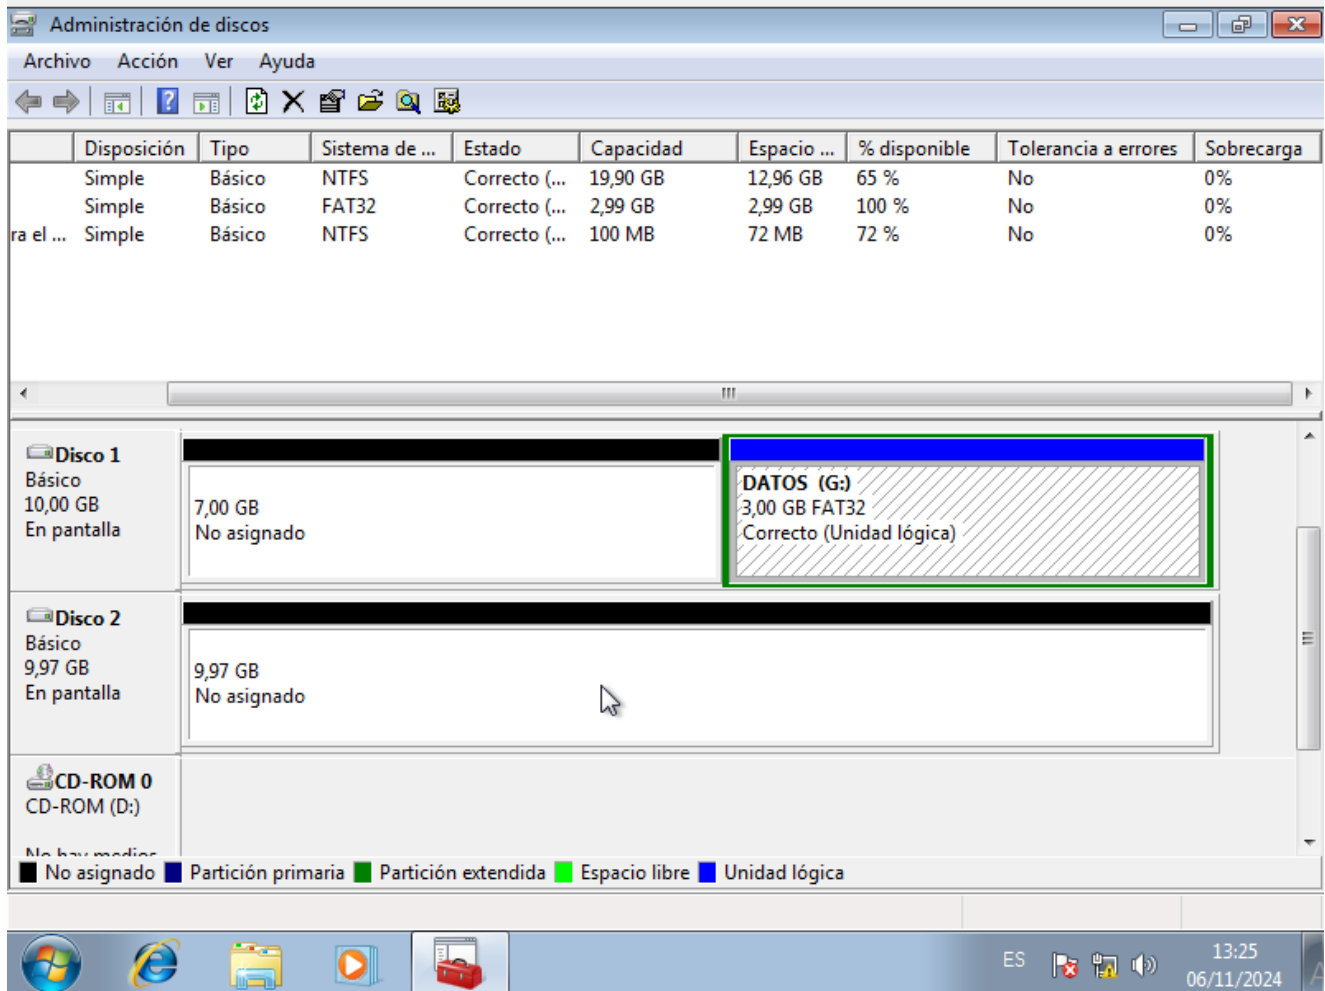 Administración de discos
Archivo Acción Ver Ayuda
Disposición Tipo Sistema de ... Estado Capacidad Espacio ... % disponible Tolerancia a errores Sobrecarga
Simple Básico NTFS Correcto (... 19,90 GB 12,96 GB 65 % No 0%
Simple Básico FAT32 Correcto (... 2,99 GB 2,99 GB 100 % No 0%
ra el ... Simple Básico NTFS Correcto (... 100 MB 72 MB 72 % No 0%
Disco 1
Básico
10,00 GB
En pantalla
7,00 GB
No asignado
DATOS (G:)
3,00 GB FAT32
Correcto (Unidad lógica)
Disco 2
Básico
9,97 GB
En pantalla
9,97 GB
No asignado
CD-ROM 0
CD-ROM (D:)
No hay medios
No asignado Partición primaria Partición extendida Espacio libre Unidad lógica
ES
13:25
06/11/2024